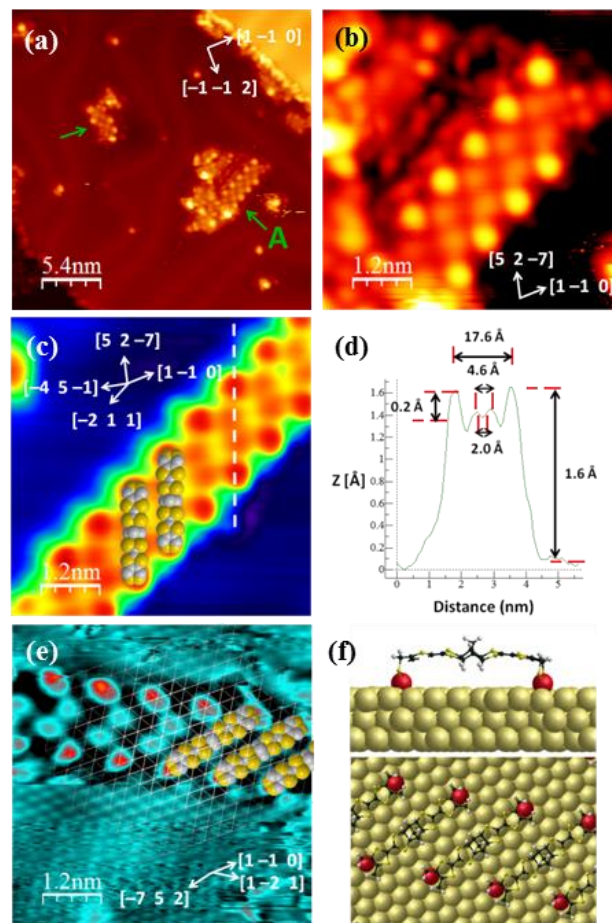 (a)
[1 −1 0]
[−1 −1 2]
A
5.4nm
(b)
[5 2 −7]
[1 −1 0]
1.2nm
(c)
[5 2 −7]
[−4 5 −1]
[1 −1 0]
[−2 1 1]
1.2nm
(d)
17.6 Å
4.6 Å
1.6
1.4
0.2 Å
1.2
1.0
2.0 Å
1.6 Å
Z [Å]
0.8
0.6
0.4
0.2
0
0 1 2 3 4 5
Distance (nm)
(e)
[1 −1 0]
[−7 5 2]
[1 −2 1]
1.2nm
(f)